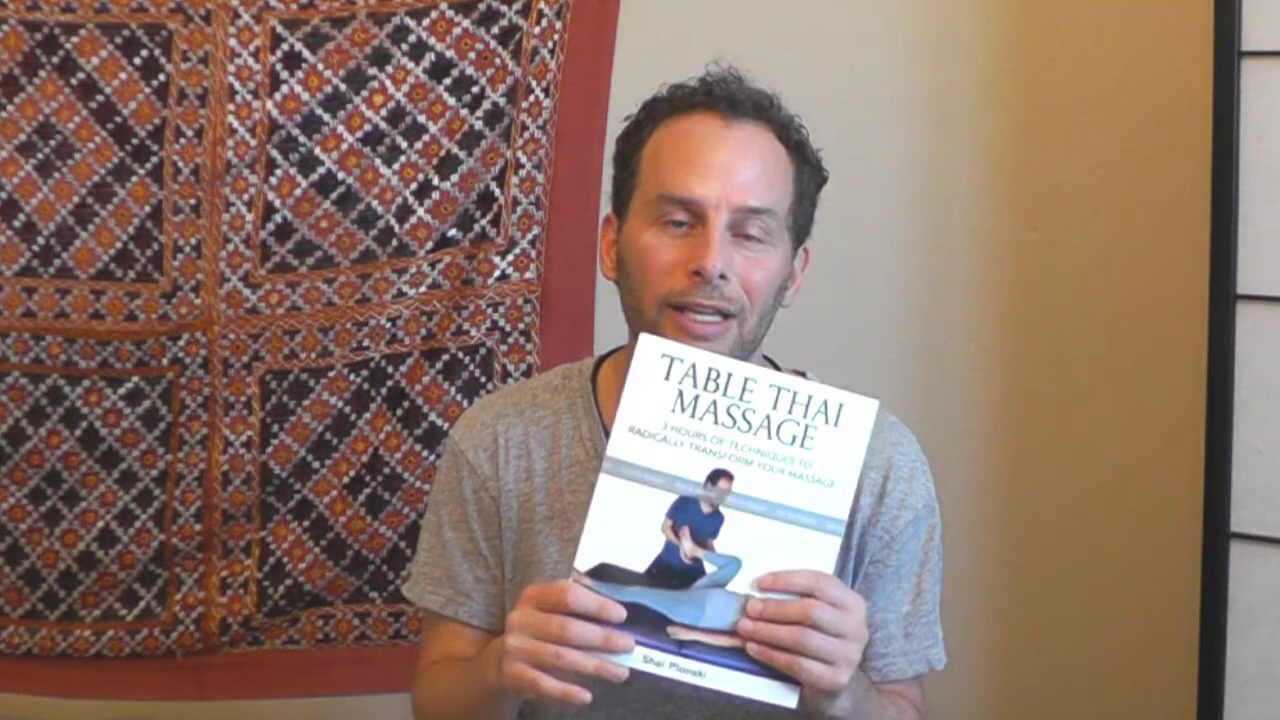 TABLE THAI
MASSAGE
3 HOURS OF TECHNIQUES TO
RADICALLY TRANSFORM YOUR MASSAGE
Shai Plonski